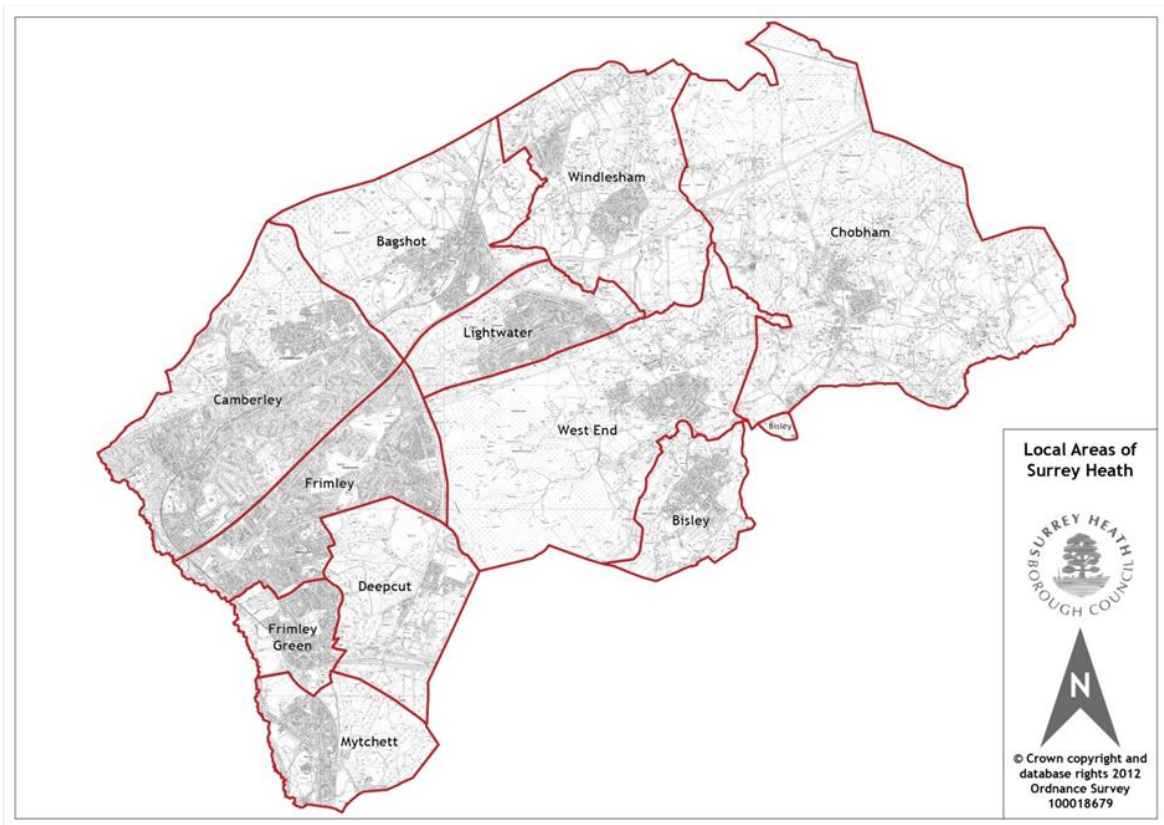 Windlesham
Chobham
Bagshot
Lightwater
Camberley
West End
Bisley
Frimley
Bisley
Deepcut
Frimley
Green
Mytchett
Local Areas of
Surrey Heath
SURREY HEATH
BOROUGH COUNCIL
N
© Crown copyright and
database rights 2012
Ordnance Survey
100018679